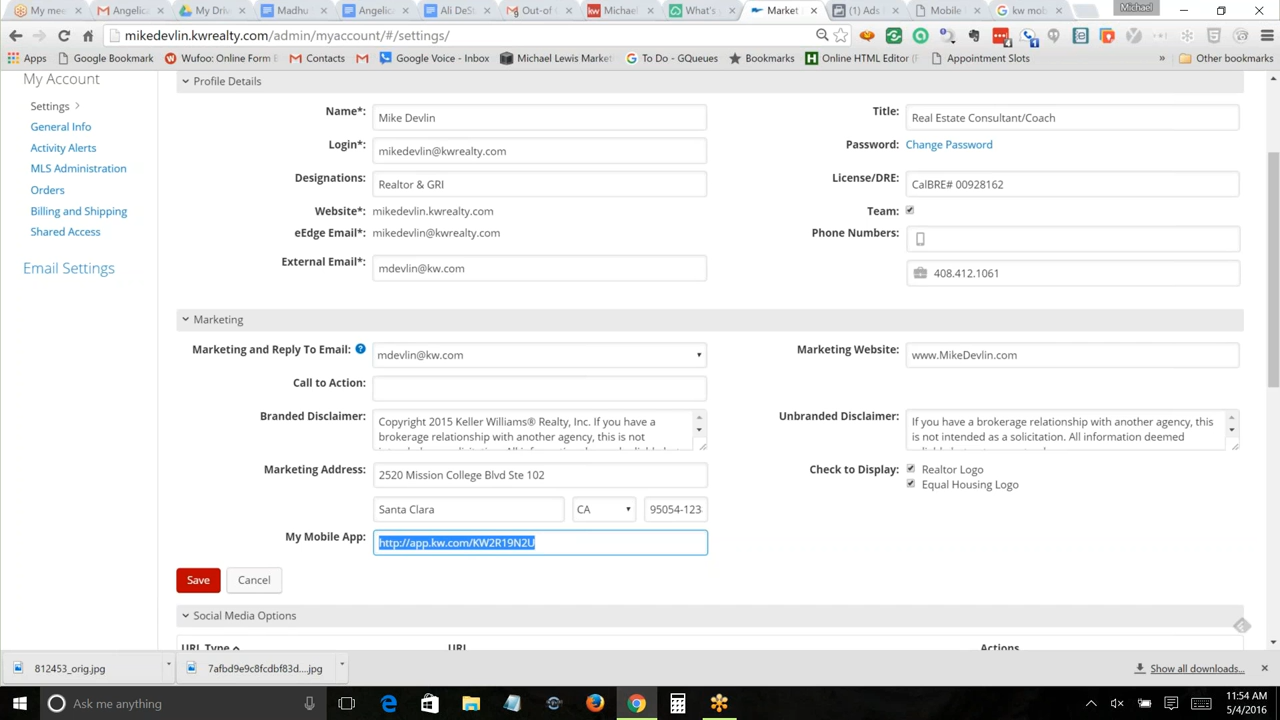 My mee
Angelica
My Driv
Madhu
Angelica
Ali DeS
Out-of
Michael
What's
Market
(1) Ads
Mobile
kw mob
Michael
mikedevlin.kwrealty.com/admin/myaccount/#/settings/
Apps
Google Bookmark
Wufoo: Online Form
Contacts
Google Voice - Inbox
Michael Lewis Market
To Do: GQueues
Bookmarks
Online HTML Editor
Appointment Slots
»
Other bookmarks
My Account
Settings
General Info
Activity Alerts
MLS Administration
Orders
Billing and Shipping
Shared Access
Email Settings
Profile Details
Name*: Mike Devlin
Title: Real Estate Consultant/Coach
Login*: mikedevlin@kwrealty.com
Password: Change Password
Designations: Realtor & GRI
License/DRE: CalBRE# 00928162
Website*: mikedevlin.kwrealty.com
Team:
eEdge Email*: mikedevlin@kwrealty.com
Phone Numbers:
External Email*: mdevlin@kw.com
408.412.1061
Marketing
Marketing and Reply To Email: ? mdevlin@kw.com
Marketing Website: www.MikeDevlin.com
Call to Action:
Branded Disclaimer: Copyright 2015 Keller Williams® Realty, Inc. If you have a
brokerage relationship with another agency, this is not
Unbranded Disclaimer: If you have a brokerage relationship with another agency, this
is not intended as a solicitation. All information deemed
Marketing Address: 2520 Mission College Blvd Ste 102
Check to Display: Realtor Logo
Equal Housing Logo
Santa Clara CA 95054-123
My Mobile App: http://app.kw.com/KW2R19N2U
Save Cancel
Social Media Options
URL Type URL Actions
812453_orig.jpg
7afbd9e9c8fcdbf83d....jpg
Show all downloads...
Ask me anything
11:54 AM
5/4/2016